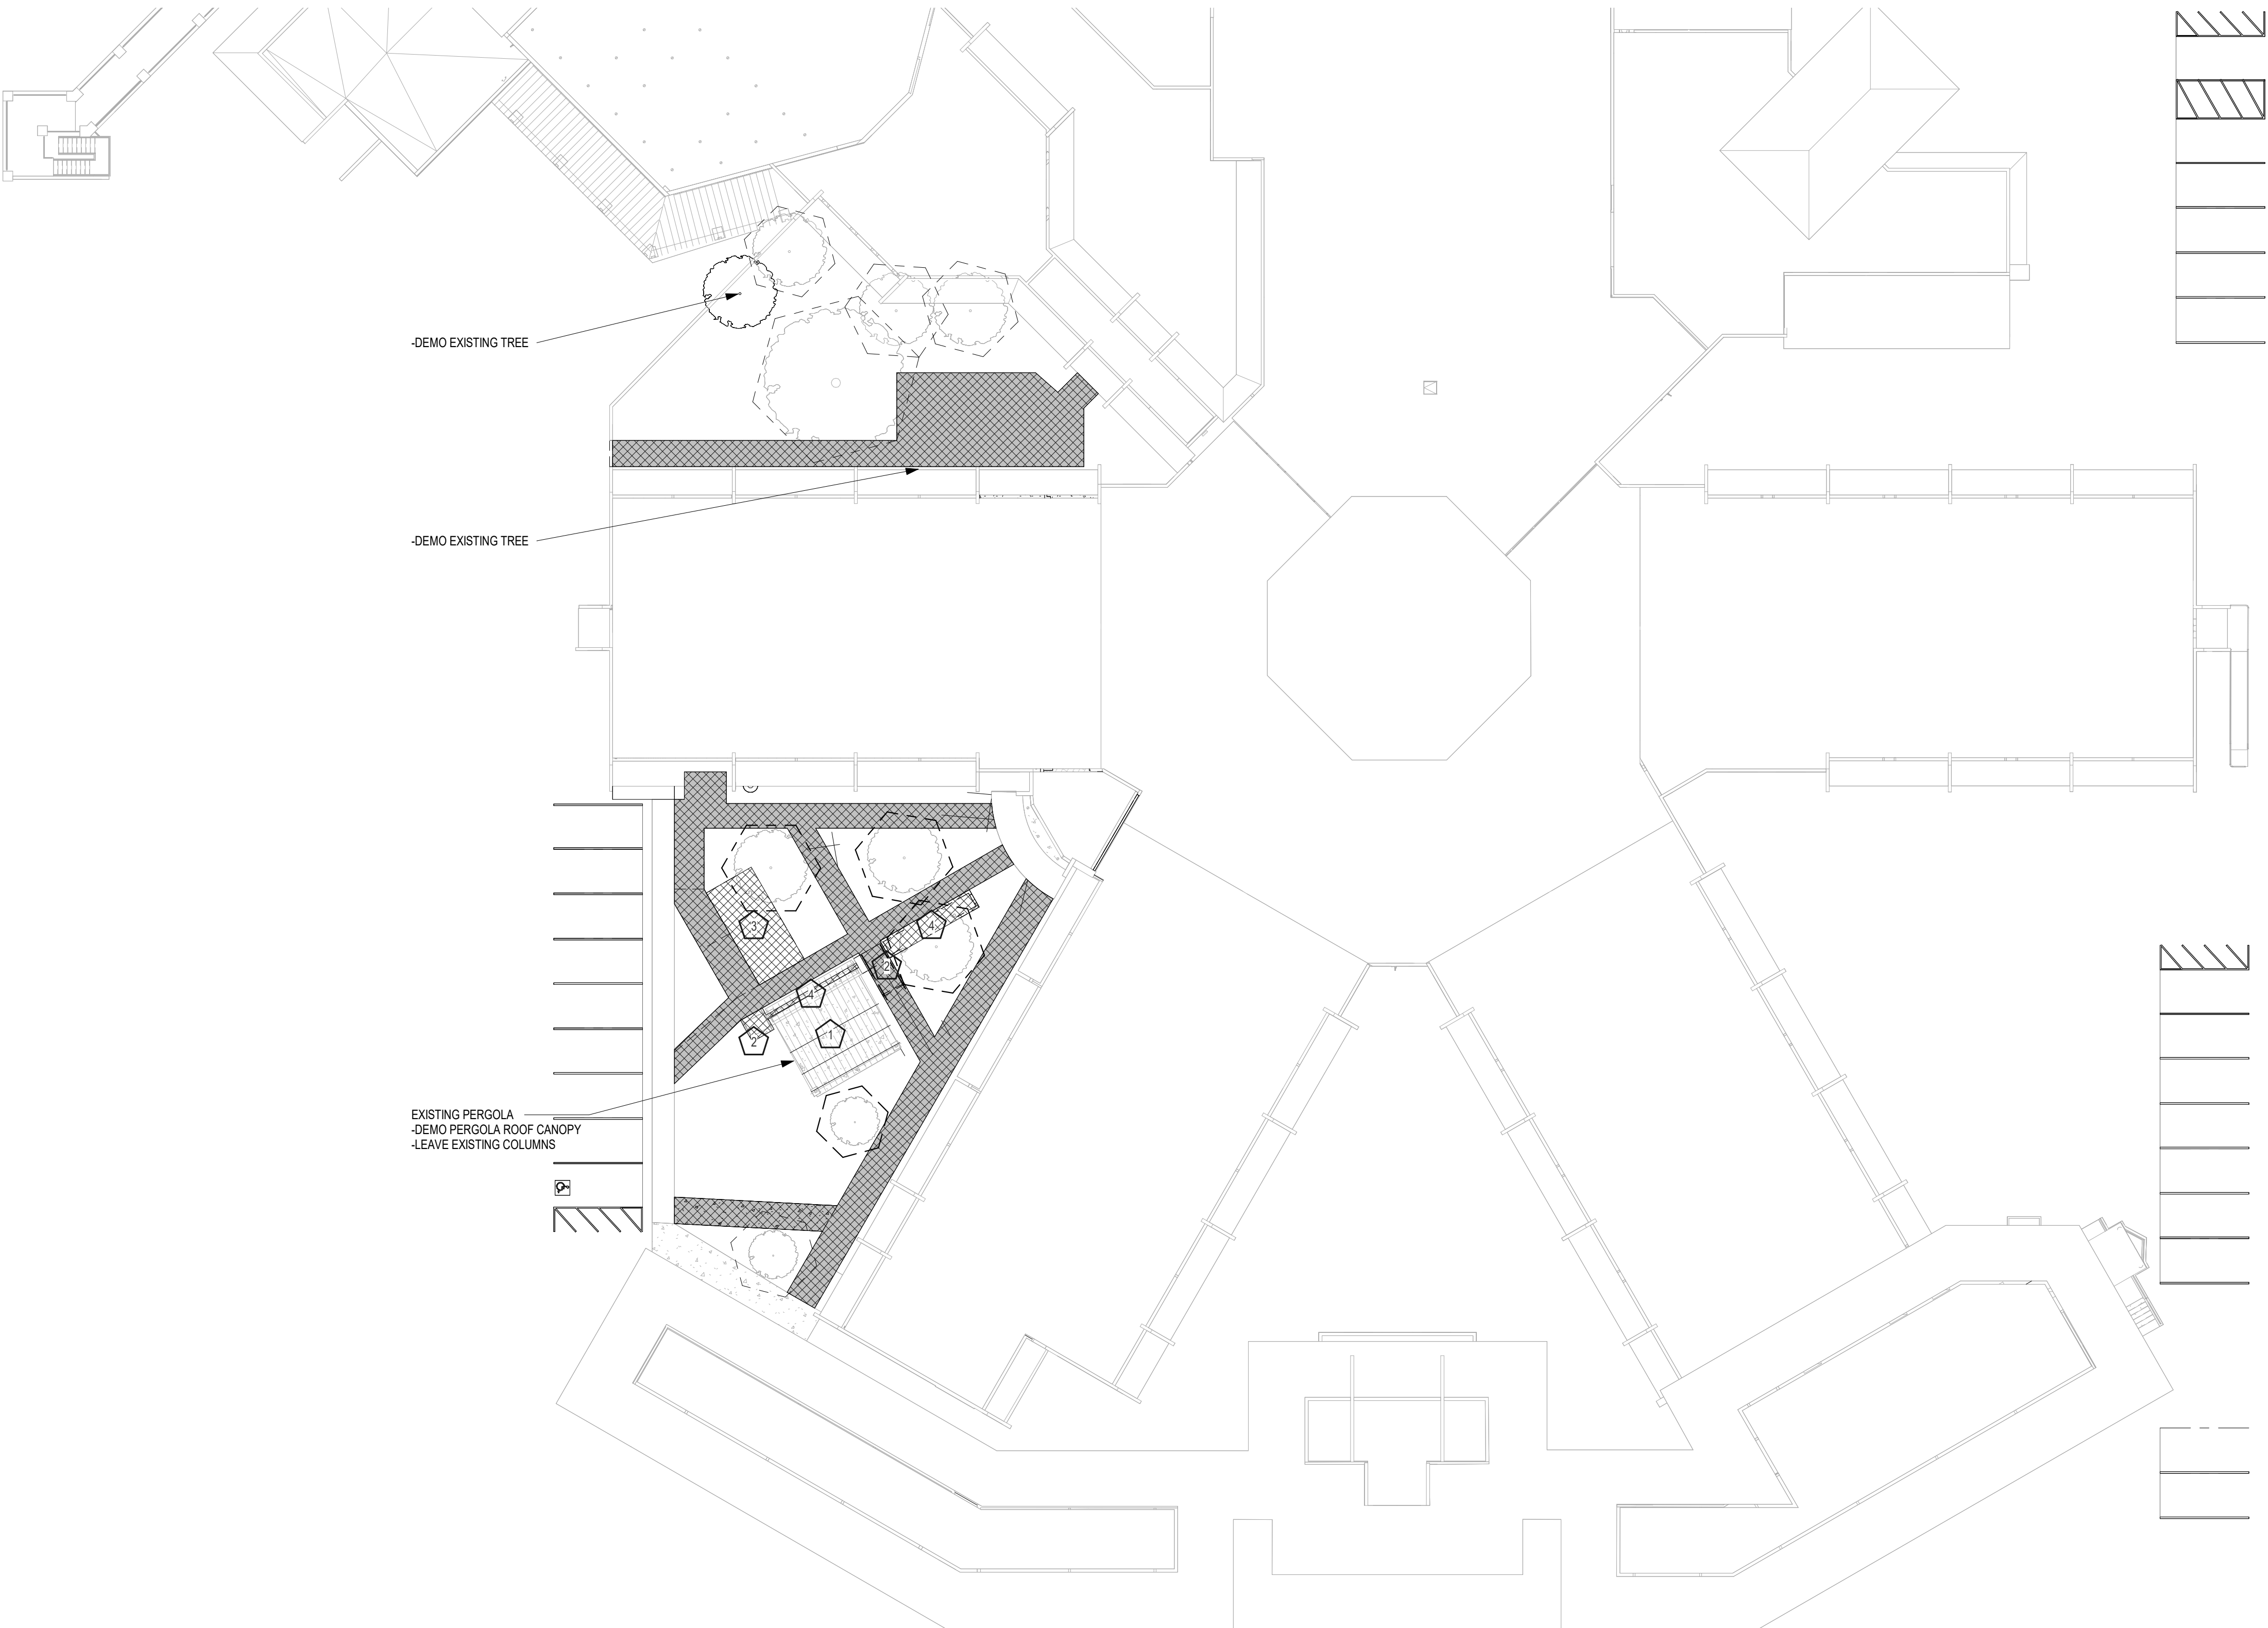 -DEMO EXISTING TREE
-DEMO EXISTING TREE
3
4
2
4
1
2
EXISTING PERGOLA
-DEMO PERGOLA ROOF CANOPY
-LEAVE EXISTING COLUMNS